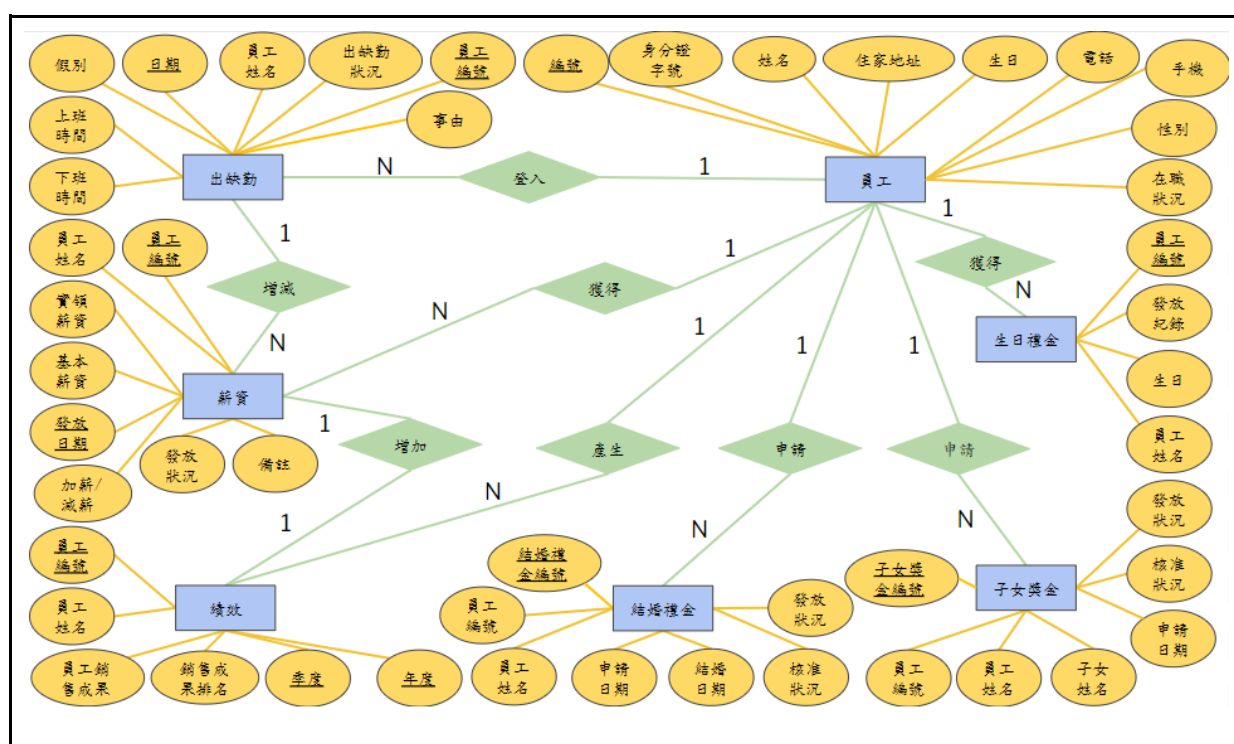 假別
日期
員工
姓名
出缺勤
狀況
員工
編號
事由
上班
時間
下班
時間
出缺勤
N
登入
1
編號
身分證
字號
姓名
住家地址
生日
電話
手機
性別
在職
狀況
員工
1
獲得
N
生日禮金
員工
編號
發放
紀錄
生日
員工
姓名
1
增減
N
員工
姓名
員工
編號
實領
薪資
基本
薪資
發放
日期
加薪/
減薪
發放
狀況
備註
薪資
N
獲得
1
1
增加
1
1
產生
N
1
申請
N
1
申請
N
員工
編號
員工
姓名
員工銷
售成果
銷售成
果排名
季度
年度
績效
結婚禮
金編號
員工
編號
員工
姓名
申請
日期
結婚
日期
核准
狀況
發放
狀況
結婚禮金
子女獎
金編號
員工
編號
員工
姓名
子女
姓名
申請
日期
核准
狀況
發放
狀況
子女獎金